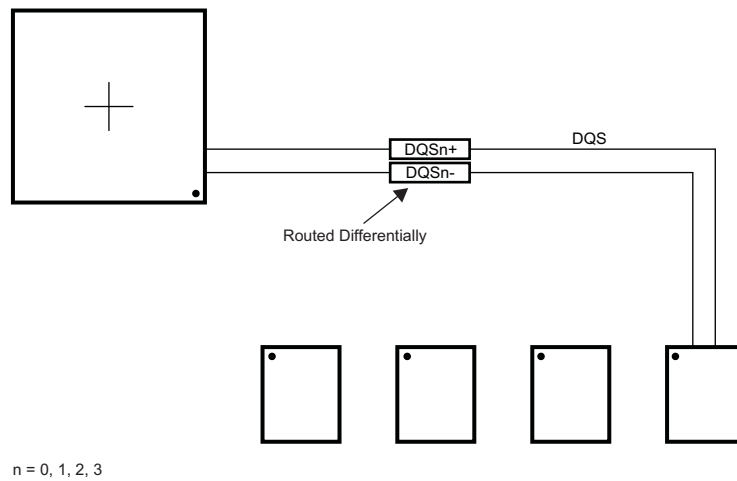 DQS
DQSn+
DQSn-
Routed Differentially
n = 0, 1, 2, 3